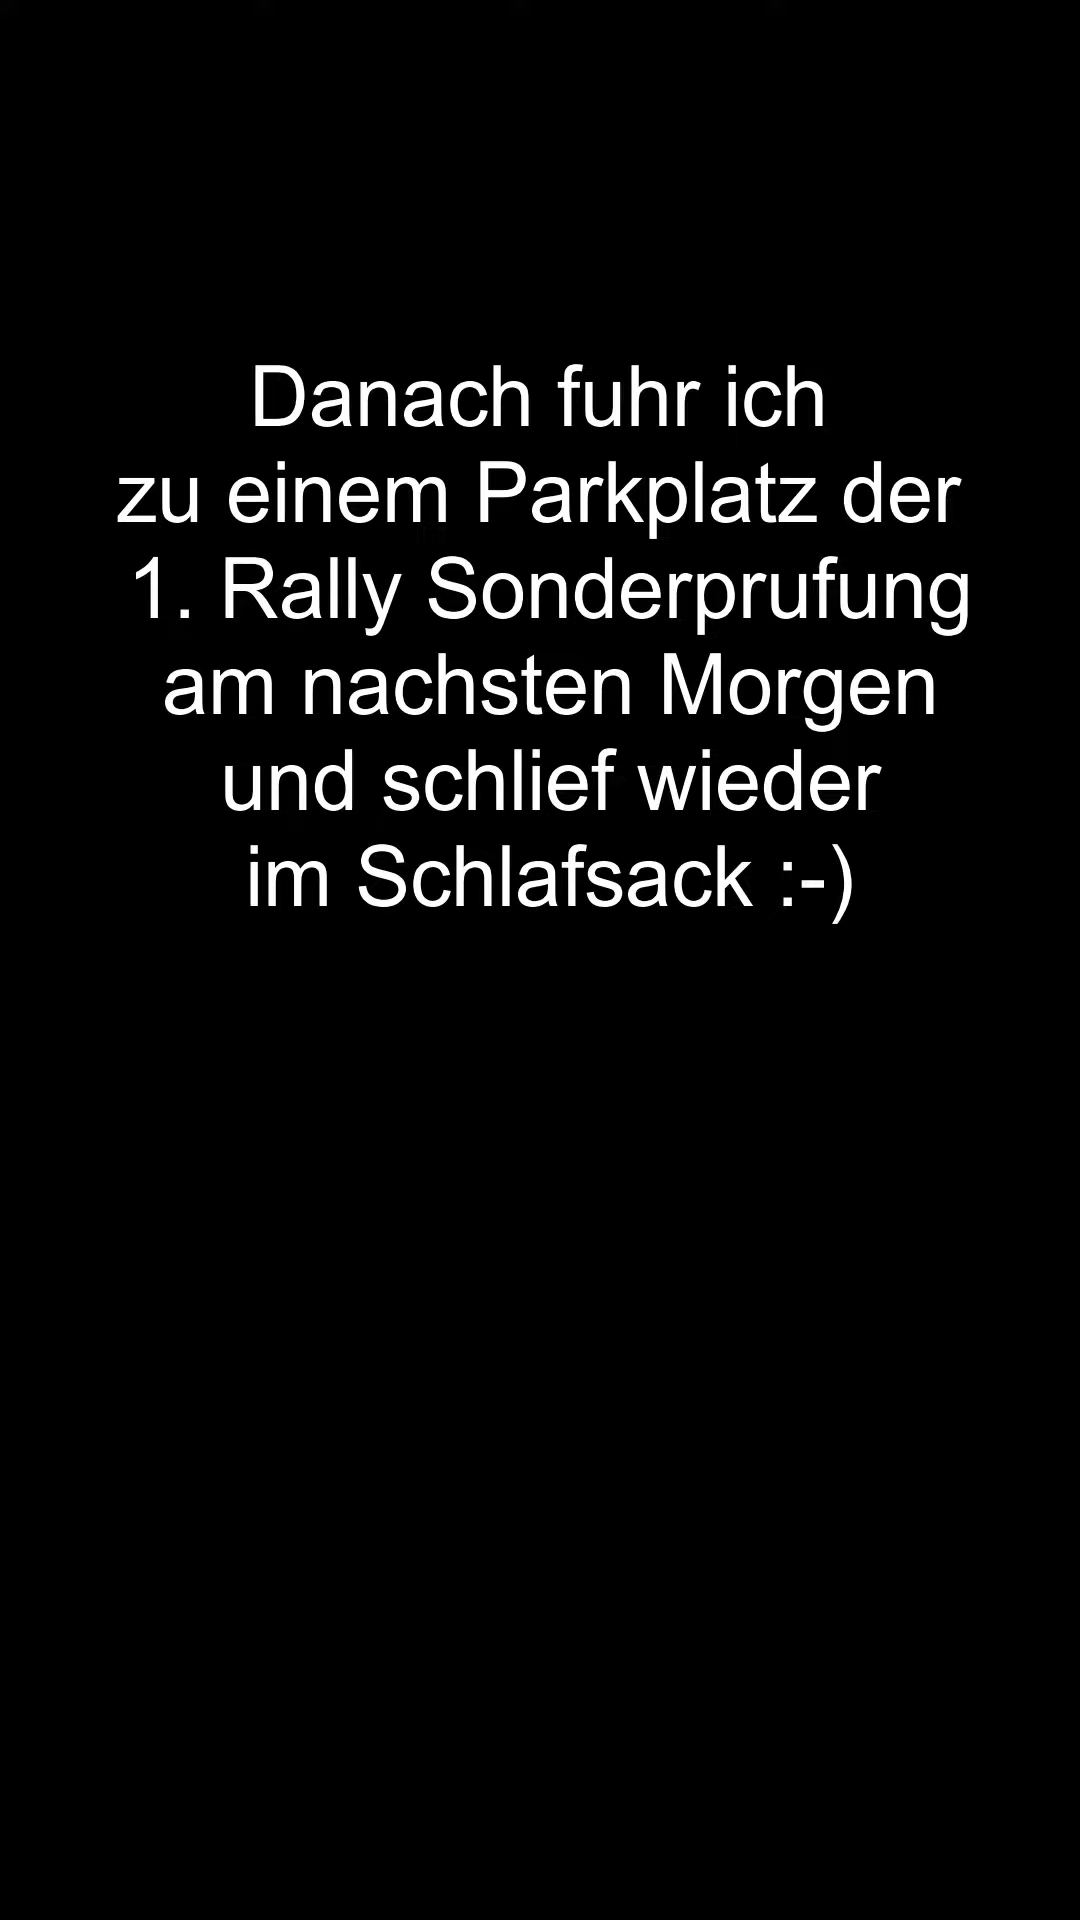 Danach fuhr ich
zu einem Parkplatz der
1. Rally Sonderprufung
am nachsten Morgen
und schlief wieder
im Schlafsack :-)